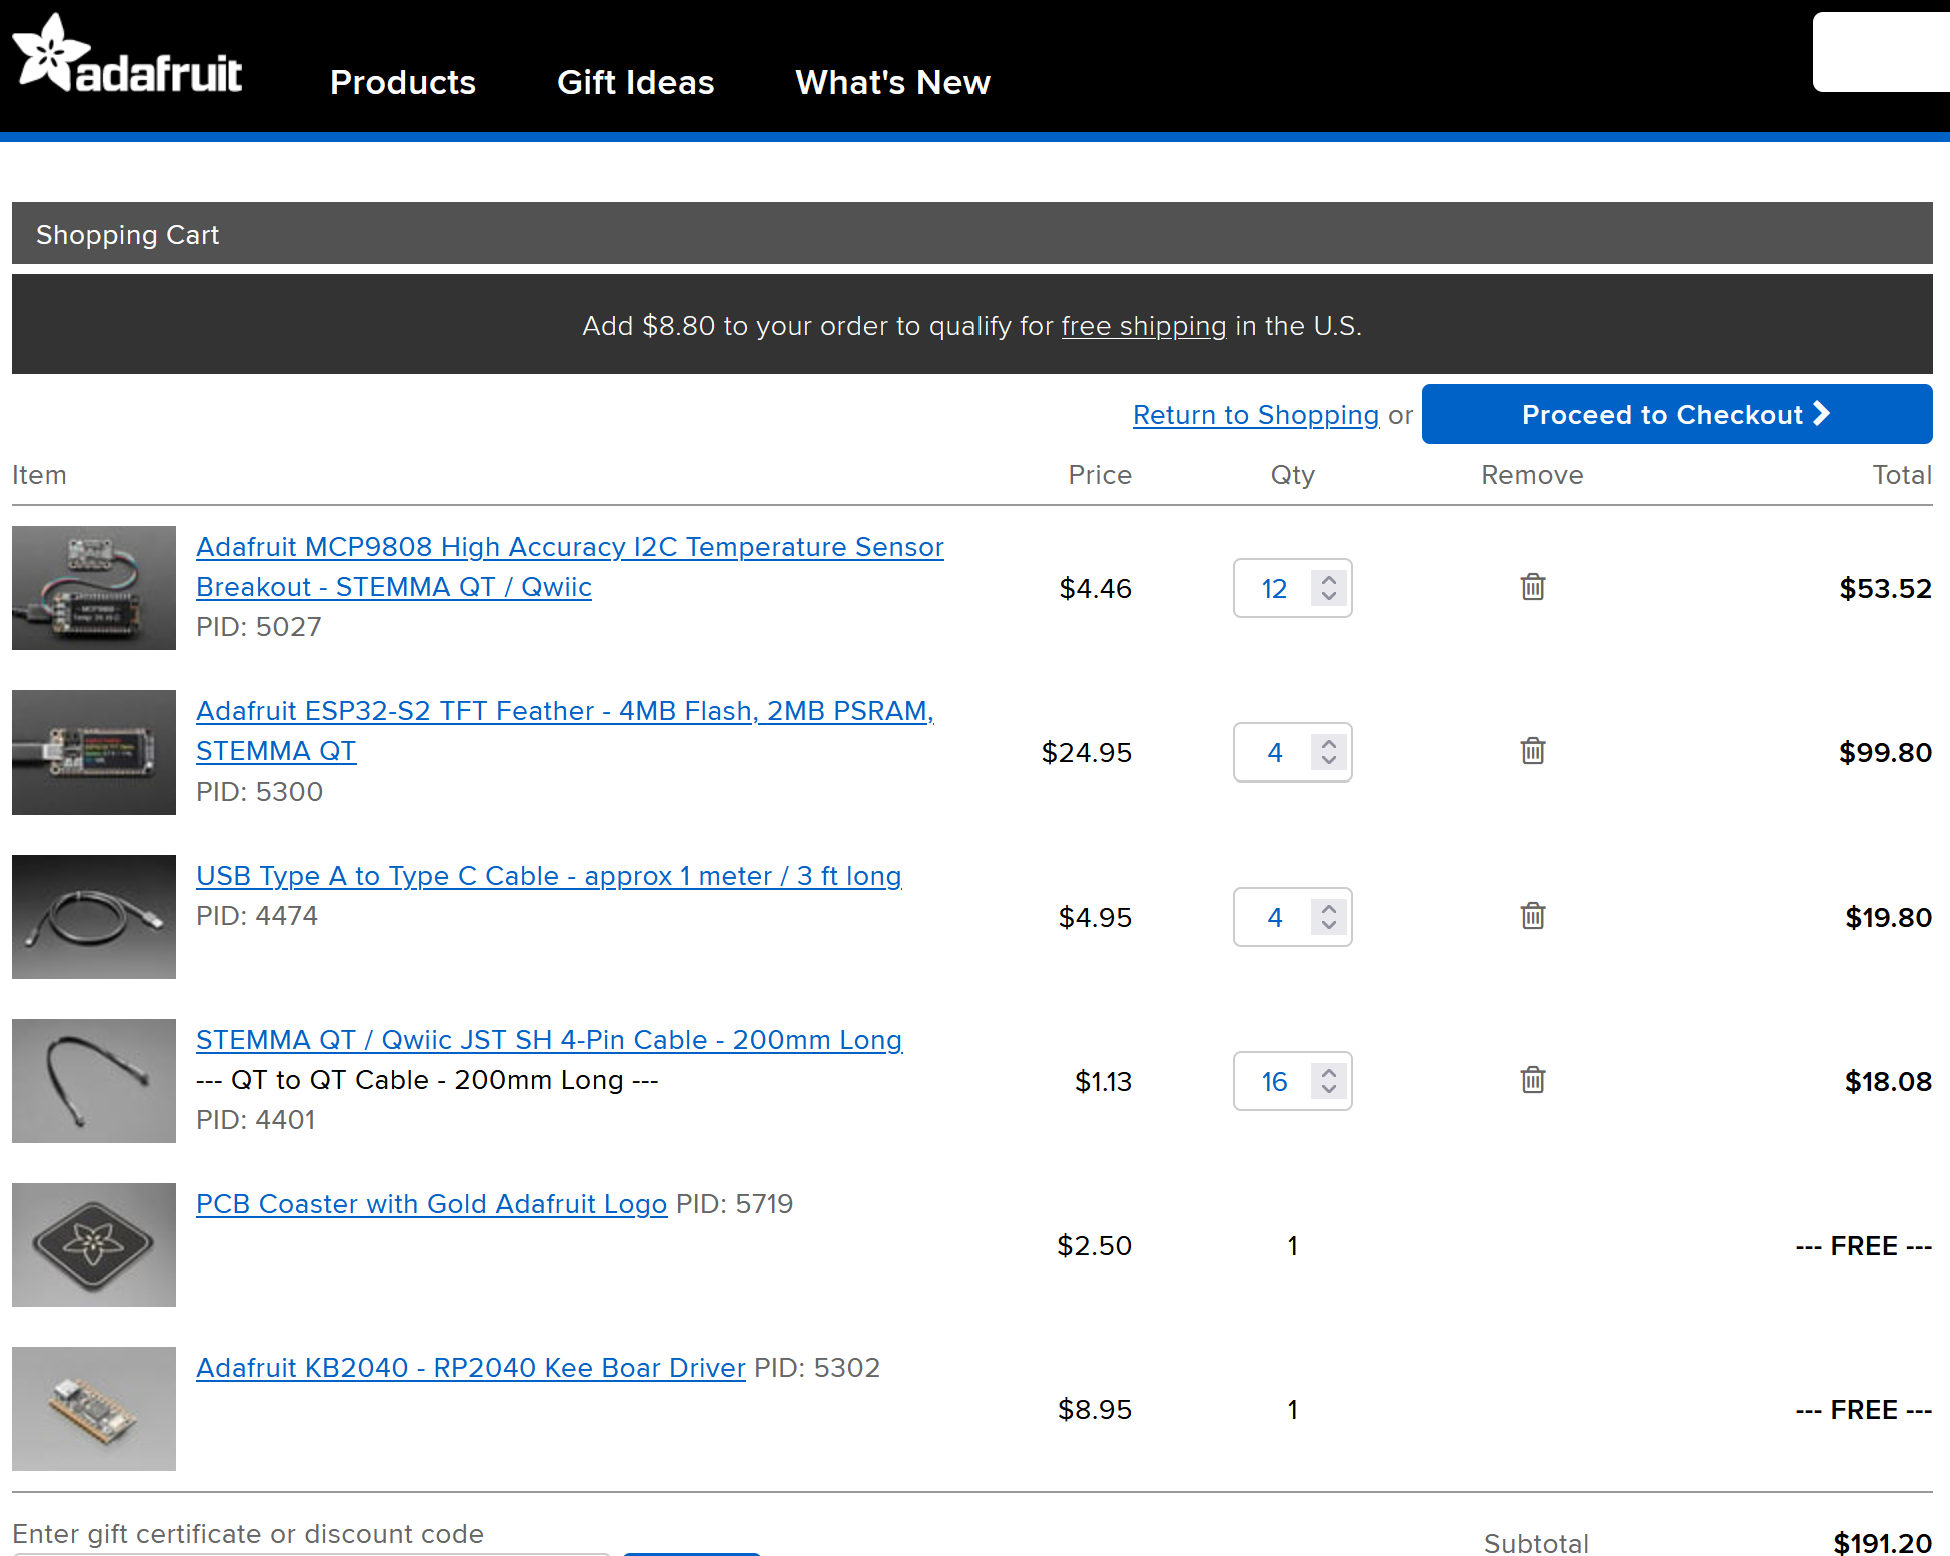 adafruit
Products Gift Ideas What's New
Shopping Cart
Add $8.80 to your order to qualify for free shipping in the U.S.
Return to Shopping or Proceed to Checkout
Item Price Qty Remove Total
Adafruit MCP9808 High Accuracy I2C Temperature Sensor
Breakout - STEMMA QT / Qwiic
PID: 5027
$4.46 12 $53.52
Adafruit ESP32-S2 TFT Feather - 4MB Flash, 2MB PSRAM,
STEMMA QT
PID: 5300
$24.95 4 $99.80
USB Type A to Type C Cable - approx 1 meter / 3 ft long
PID: 4474
$4.95 4 $19.80
STEMMA QT / Qwiic JST SH 4-Pin Cable - 200mm Long
--- QT to QT Cable - 200mm Long ---
PID: 4401
$1.13 16 $18.08
PCB Coaster with Gold Adafruit Logo PID: 5719
$2.50 1 --- FREE ---
Adafruit KB2040 - RP2040 Kee Boar Driver PID: 5302
$8.95 1 --- FREE ---
Enter gift certificate or discount code
Subtotal $191.20